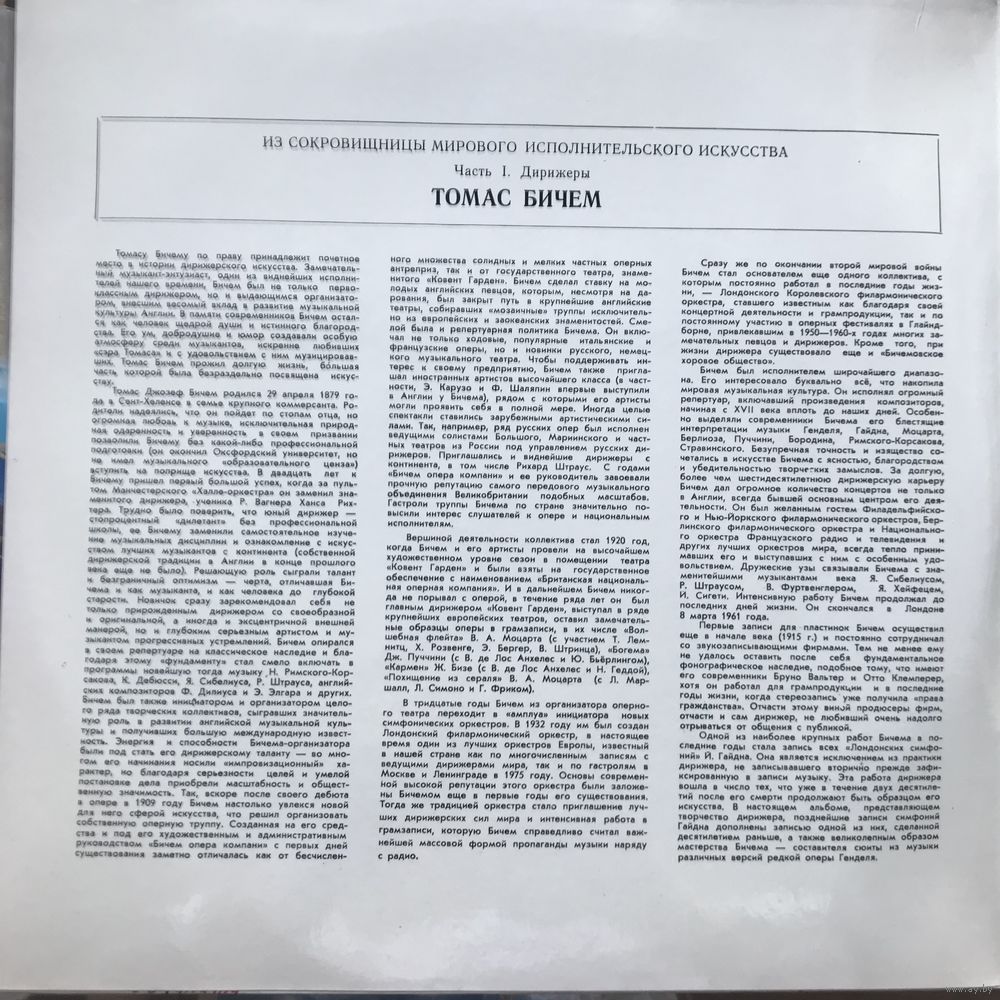 ИЗ СОКРОВИЩНИЦЫ МИРОВОГО ИСПОЛНИТЕЛЬСКОГО ИСКУССТВА
Часть I. Дирижеры
ТОМАС БИЧЕМ
Томасу Бичему по праву принадлежит почетное
место в истории дирижерского искусства. Замечатель-
ный музыкант-энтузиаст, один из виднейших исполни-
телей нашего времени, Бичем был не только перво-
классным дирижером, но и выдающимся организато-
ром, внесшим весомый вклад в развитие музыкальной
культуры Англии. В памяти современников Бичем остал-
ся как человек щедрой души и истинного благород-
ства. Его ум, добродушие и юмор создавали особую
атмосферу среди музыкантов, искренне любивших
«сэра Томаса» и с удовольствием с ним музицировав-
ших. Томас Бичем прожил долгую жизнь, бо́льшая
часть которой была безраздельно посвящена искус-
ству.
Томас Джозеф Бичем родился 29 апреля 1879 го-
да в Сент-Хеленсе в семье крупного коммерсанта. Ро-
дители надеялись, что он пойдет по стопам отца, но
огромная любовь к музыке, исключительная природ-
ная одаренность и уверенность в своем призвании
позволили Бичему без какой-либо профессиональной
подготовки (он окончил Оксфордский университет, но
не имел музыкального «образовательного ценза»)
вступить на поприще искусства. В двадцать лет к
Бичему пришел первый большой успех, когда за пуль-
том Манчестерского «Халле-оркестра» он заменил зна-
менитого дирижера, ученика Р. Вагнера Ханса Рих-
тера. Трудно было поверить, что юный дирижер —
стопроцентный «дилетант» без профессиональной
школы, ее Бичему заменили самостоятельное изуче-
ние музыкальных дисциплин и ознакомление с искус-
ством лучших музыкантов с континента (собственной
дирижерской традиции в Англии в конце прошлого
века еще не было). Решающую роль сыграли талант
и безграничный оптимизм — черта, отличавшая Би-
чема и как музыканта, и как человека до глубокой
старости. Новичок сразу зарекомендовал себя не
только прирожденным дирижером со своеобразной
и оригинальной, а иногда и эксцентричной внешней
манерой, но и глубоким серьезным артистом и му-
зыкантом прогрессивных устремлений. Бичем опирался
в своем репертуаре на классическое наследие и бла-
годаря этому «фундаменту» стал смело включать в
программы новейшую тогда музыку Н. Римского-Кор-
сакова, К. Дебюсси, Я. Сибелиуса, Р. Штрауса, англий-
ских композиторов Ф. Дилиуса и Э. Элгара и других.
Бичем был также инициатором и организатором цело-
го ряда творческих коллективов, сыгравших значитель-
ную роль в развитии английской музыкальной куль-
туры и получивших большую международную извест-
ность. Энергия и способности Бичема-организатора
были под стать его дирижерскому таланту — во мно-
гом его начинания носили «импровизационный» ха-
рактер, но благодаря серьезности целей и умелой
постановке дела приобрели масштабность и общест-
венную значимость. Так, вскоре после своего дебюта
в опере в 1909 году Бичем настолько увлекся новой
для него сферой искусства, что решил организовать
собственную оперную труппу. Созданная на его сред-
ства и под его художественным и административным
руководством «Бичем опера компани» с первых дней
существования заметно отличалась как от бесчислен-
ного множества солидных и мелких частных оперных
антреприз, так и от государственного театра, знаме-
нитого «Ковент Гарден». Бичем сделал ставку на мо-
лодых английских певцов, которым, несмотря на да-
рования, был закрыт путь в крупнейшие английские
театры, собиравших «мозаичные» труппы исключитель-
но из европейских и заокеанских знаменитостей. Сме-
лой была и репертуарная политика Бичема. Он вклю-
чал не только ходовые, популярные итальянские и
французские оперы, но и новинки русского, немец-
кого музыкального театра. Чтобы поддерживать ин-
терес к своему предприятию, Бичем также пригла-
шал иностранных артистов высочайшего класса (в част-
ности, Э. Карузо и Ф. Шаляпин впервые выступили
в Англии у Бичема), рядом с которыми его артисты
могли проявить себя в полной мере. Иногда целые
спектакли ставились зарубежными артистическими си-
лами. Так, например, ряд русских опер был исполнен
ведущими солистами Большого, Мариинского и част-
ных театров из России под управлением русских ди-
рижеров. Приглашались и виднейшие дирижеры с
континента, в том числе Рихард Штраус. С годами
«Бичем опера компани» и ее руководитель завоевали
прочную репутацию самого передового музыкального
объединения Великобритании подобных масштабов.
Гастроли труппы Бичема по стране значительно по-
высили интерес слушателей к опере и национальным
исполнителям.
Вершиной деятельности коллектива стал 1920 год,
когда Бичем и его артисты провели на высочайшем
художественном уровне сезон в помещении театра
«Ковент Гарден» и были взяты на государственное
обеспечение с наименованием «Британская националь-
ная оперная компания». И в дальнейшем Бичем никог-
да не порывал с оперой, в течение ряда лет он был
главным дирижером «Ковент Гарден», выступал в ряде
крупнейших европейских театров, оставил замечатель-
ные образцы оперы в грамзаписи, в их числе «Вол-
шебная флейта» В. А. Моцарта (с участием Т. Лем-
нитц, Х. Розвенге, Э. Бергер, В. Штринца), «Богема»
Дж. Пуччини (с В. де Лос Анхелес и Ю. Бьёрлингом),
«Кармен» Ж. Бизе (с В. де Лос Анхелес и Н. Геддой),
«Похищение из сераля» В. А. Моцарта (с Л. Мар-
шалл, Л. Симоно и Г. Фриком).
В тридцатые годы Бичем из организатора оперно-
го театра переходит в «амплуа» инициатора новых
симфонических оркестров. В 1932 году им был создан
Лондонский филармонический оркестр, в настоящее
время один из лучших оркестров Европы, известный
в нашей стране как по многочисленным записям с
ведущими дирижерами мира, так и по гастролям в
Москве и Ленинграде в 1975 году. Основы современ-
ной высокой репутации этого оркестра были заложе-
ны Бичемом еще в первые годы его существования.
Тогда же традицией оркестра стало приглашение луч-
ших дирижерских сил мира и интенсивная работа в
грамзаписи, которую Бичем справедливо считал важ-
нейшей массовой формой пропаганды музыки наряду
с радио.
Сразу же по окончании второй мировой войны
Бичем стал основателем еще одного коллектива, с
которым постоянно работал в последние годы жиз-
ни, — Лондонского Королевского филармонического
оркестра, ставшего известным как благодаря своей
концертной деятельности и грампродукции, так и по
постоянному участию в оперных фестивалях в Глайнд-
борне, привлекавшим в 1950—1960-х годах многих за-
мечательных певцов и дирижеров. Кроме того, при
жизни дирижера существовало еще и «Бичемовское
хоровое общество».
Бичем был исполнителем широчайшего диапазо-
на. Его интересовало буквально всё, что накопила
мировая музыкальная культура. Он исполнял огромный
репертуар, включавший произведения композиторов,
начиная с XVII века вплоть до наших дней. Особен-
но выделяли современники Бичема его блестящие
интерпретации музыки Генделя, Гайдна, Моцарта,
Берлиоза, Пуччини, Бородина, Римского-Корсакова,
Стравинского. Безупречная точность и изящество со-
четались в искусстве Бичема с ясностью, благородством
и убедительностью творческих замыслов. За долгую,
более чем шестидесятилетнюю дирижерскую карьеру
Бичем дал огромное количество концертов не только
в Англии, всегда бывшей основным центром его дея-
тельности. Он был желанным гостем Филадельфийско-
го и Нью-Йоркского филармонического оркестров, Бер-
линского филармонического оркестра и Национально-
го оркестра Французского радио и телевидения и
других лучших оркестров мира, всегда тепло прини-
мавших его и выступавших с ним с особенным удо-
вольствием. Дружеские узы связывали Бичема с зна-
менитейшими музыкантами века Я. Сибелиусом,
Р. Штраусом, В. Фуртвенглером, Я. Хейфецем,
Й. Сигети. Интенсивную работу Бичем продолжал до
последних дней жизни. Он скончался в Лондоне
8 марта 1961 года.
Первые записи для пластинок Бичем осуществил
еще в начале века (1915 г.) и постоянно сотрудничал
со звукозаписывающими фирмами. Тем не менее ему
не удалось оставить после себя фундаментальное
фонографическое наследие, подобное тому, что имеют
его современники Бруно Вальтер и Отто Клемперер,
хотя он работал для грампродукции и в последние
годы жизни, когда стереозапись уже получила «права
гражданства». Отчасти этому виной продюсеры фирм,
отчасти и сам дирижер, не любивший очень надолго
отрываться от общения с публикой.
Одной из наиболее крупных работ Бичема в по-
следние годы стала запись всех «Лондонских симфо-
ний» Й. Гайдна. Она является исключением из практики
дирижера, не записывавшего вторично прежде зафи-
ксированную в записи музыку. Эта работа дирижера
вошла в число тех, что уже в течение двух десятиле-
тий после его смерти продолжают быть образцом его
искусства. В настоящем альбоме, представляющем
творчество дирижера, позднейшие записи симфоний
Гайдна дополнены записью одной из них, сделанной
десятилетием раньше, а также великолепным образом
мастерства Бичема — составителя сюиты из музыки
различных версий редкой оперы Генделя.
www.ay.by